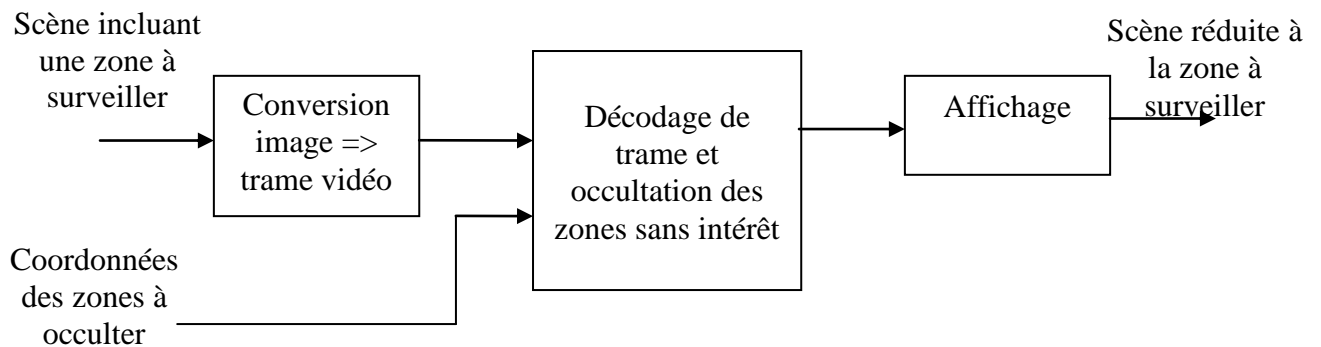 Scène incluant
une zone à
surveiller
Conversion
image =>
trame vidéo
Coordonnées
des zones à
occulter
Décodage de
trame et
occultation des
zones sans intérêt
Affichage
Scène réduite à
la zone à
surveiller